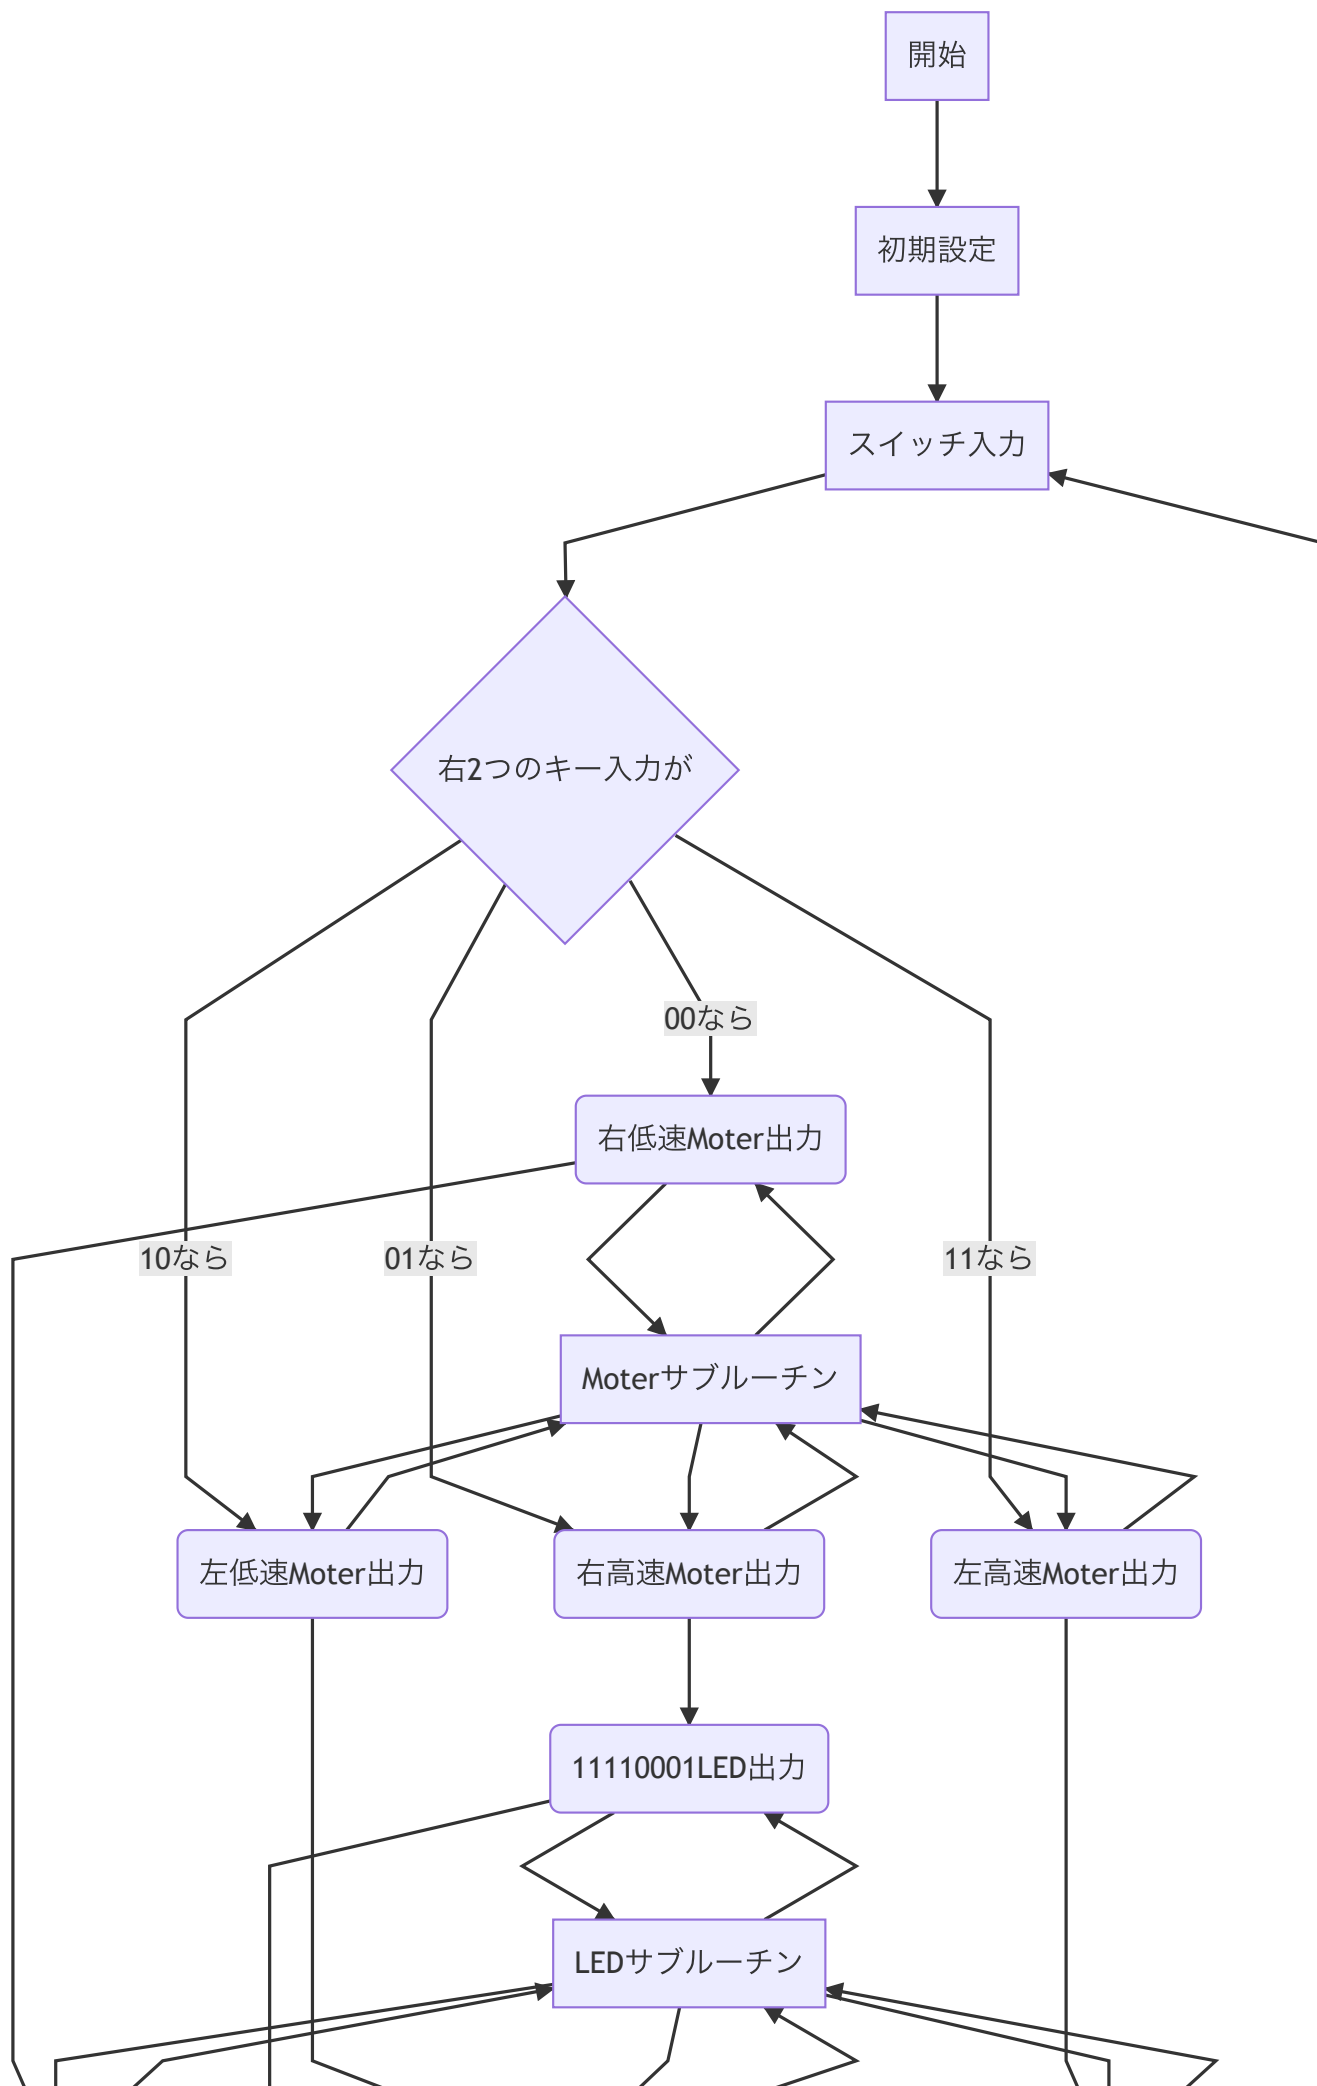 開始
初期設定
スイッチ入力
右2つのキー入力が
00なら
右低速Moter出力
10なら
01なら
11なら
Moterサブルーチン
左低速Moter出力
右高速Moter出力
左高速Moter出力
11110001LED出力
LEDサブルーチン